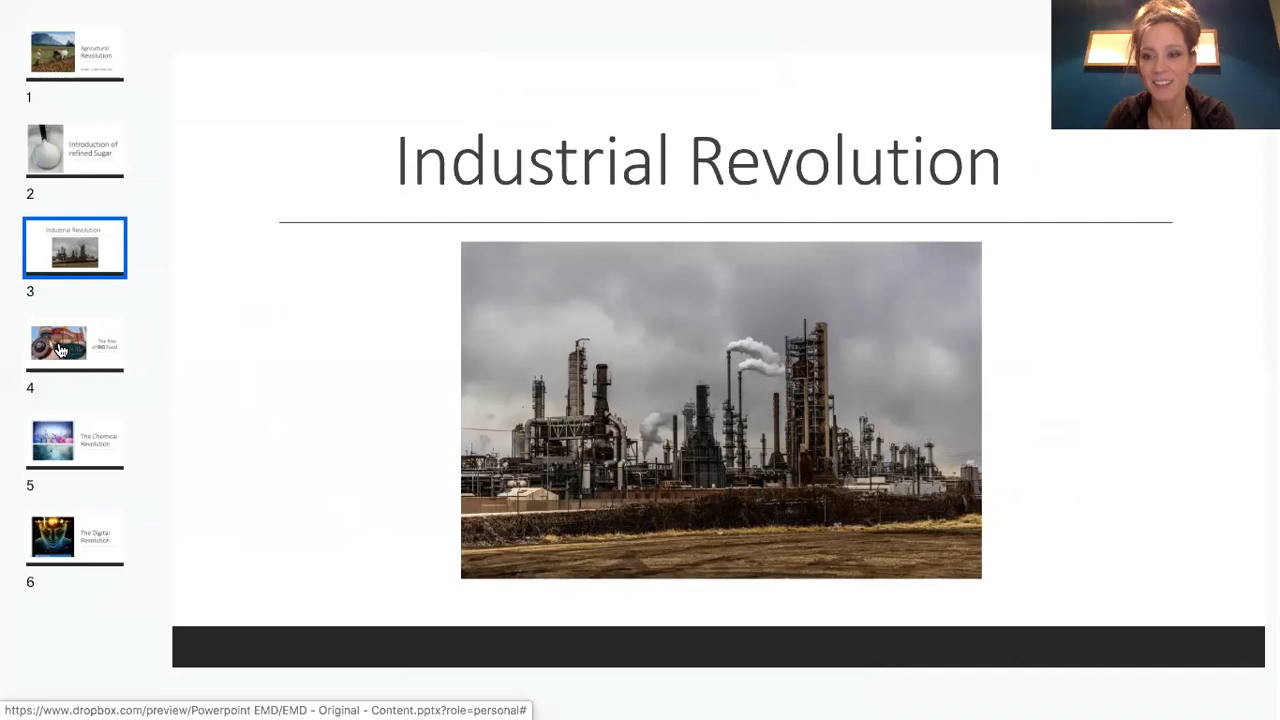 Agricultural
Revolution
1
Introduction of
refined Sugar
2
Industrial Revolution
3
The Rise
of BIG Food
4
The Chemical
Revolution
5
The Digital
Revolution
6
Industrial Revolution
https://www.dropbox.com/preview/Powerpoint EMD/EMD - Original - Content.pptx?role=personal#